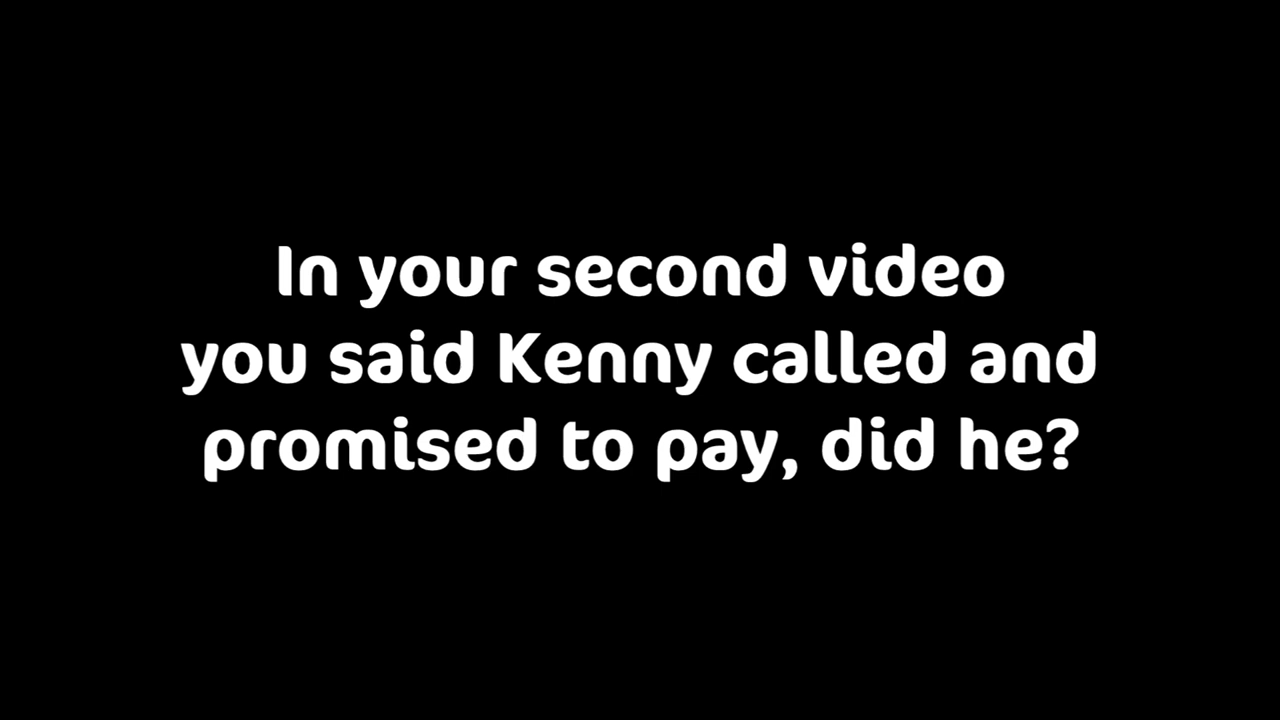 In your second video
you said Kenny called and
promised to pay, did he?